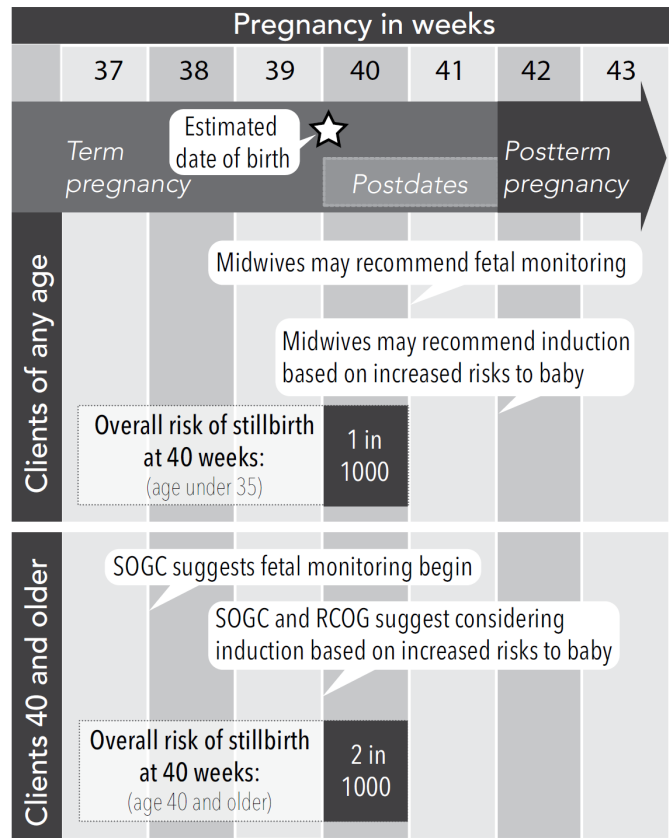 Pregnancy in weeks
37 38 39 40 41 42 43
Estimated
date of birth
Term
pregnancy
Postdates
Postterm
pregnancy
Clients of any age
Midwives may recommend fetal monitoring
Midwives may recommend induction
based on increased risks to baby
Overall risk of stillbirth
at 40 weeks:
(age under 35)
1 in
1000
Clients 40 and older
SOGC suggests fetal monitoring begin
SOGC and RCOG suggest considering
induction based on increased risks to baby
Overall risk of stillbirth
at 40 weeks:
(age 40 and older)
2 in
1000